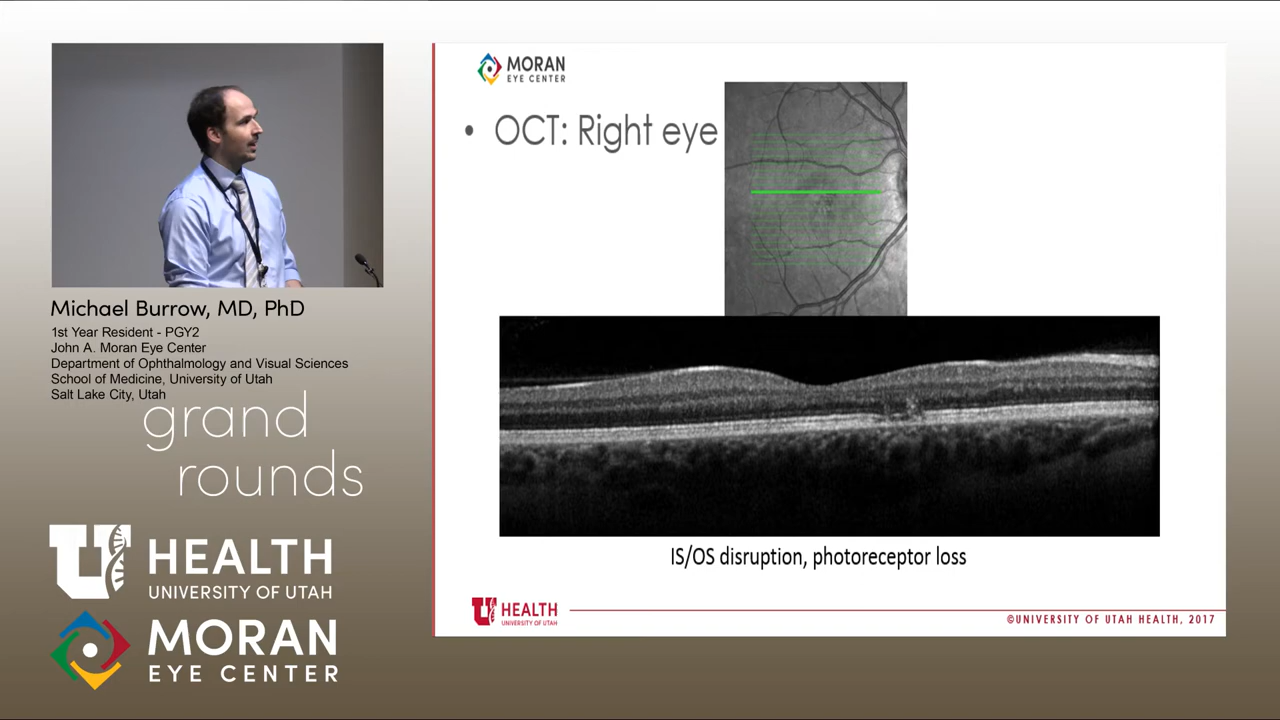 Michael Burrow, MD, PhD
1st Year Resident - PGY2
John A. Moran Eye Center
Department of Ophthalmology and Visual Sciences
School of Medicine, University of Utah
Salt Lake City, Utah
grand
rounds
U HEALTH
UNIVERSITY OF UTAH
MORAN
EYE CENTER
MORAN
EYE CENTER
• OCT: Right eye
IS/OS disruption, photoreceptor loss
U HEALTH
UNIVERSITY OF UTAH
©UNIVERSITY OF UTAH HEALTH, 2017